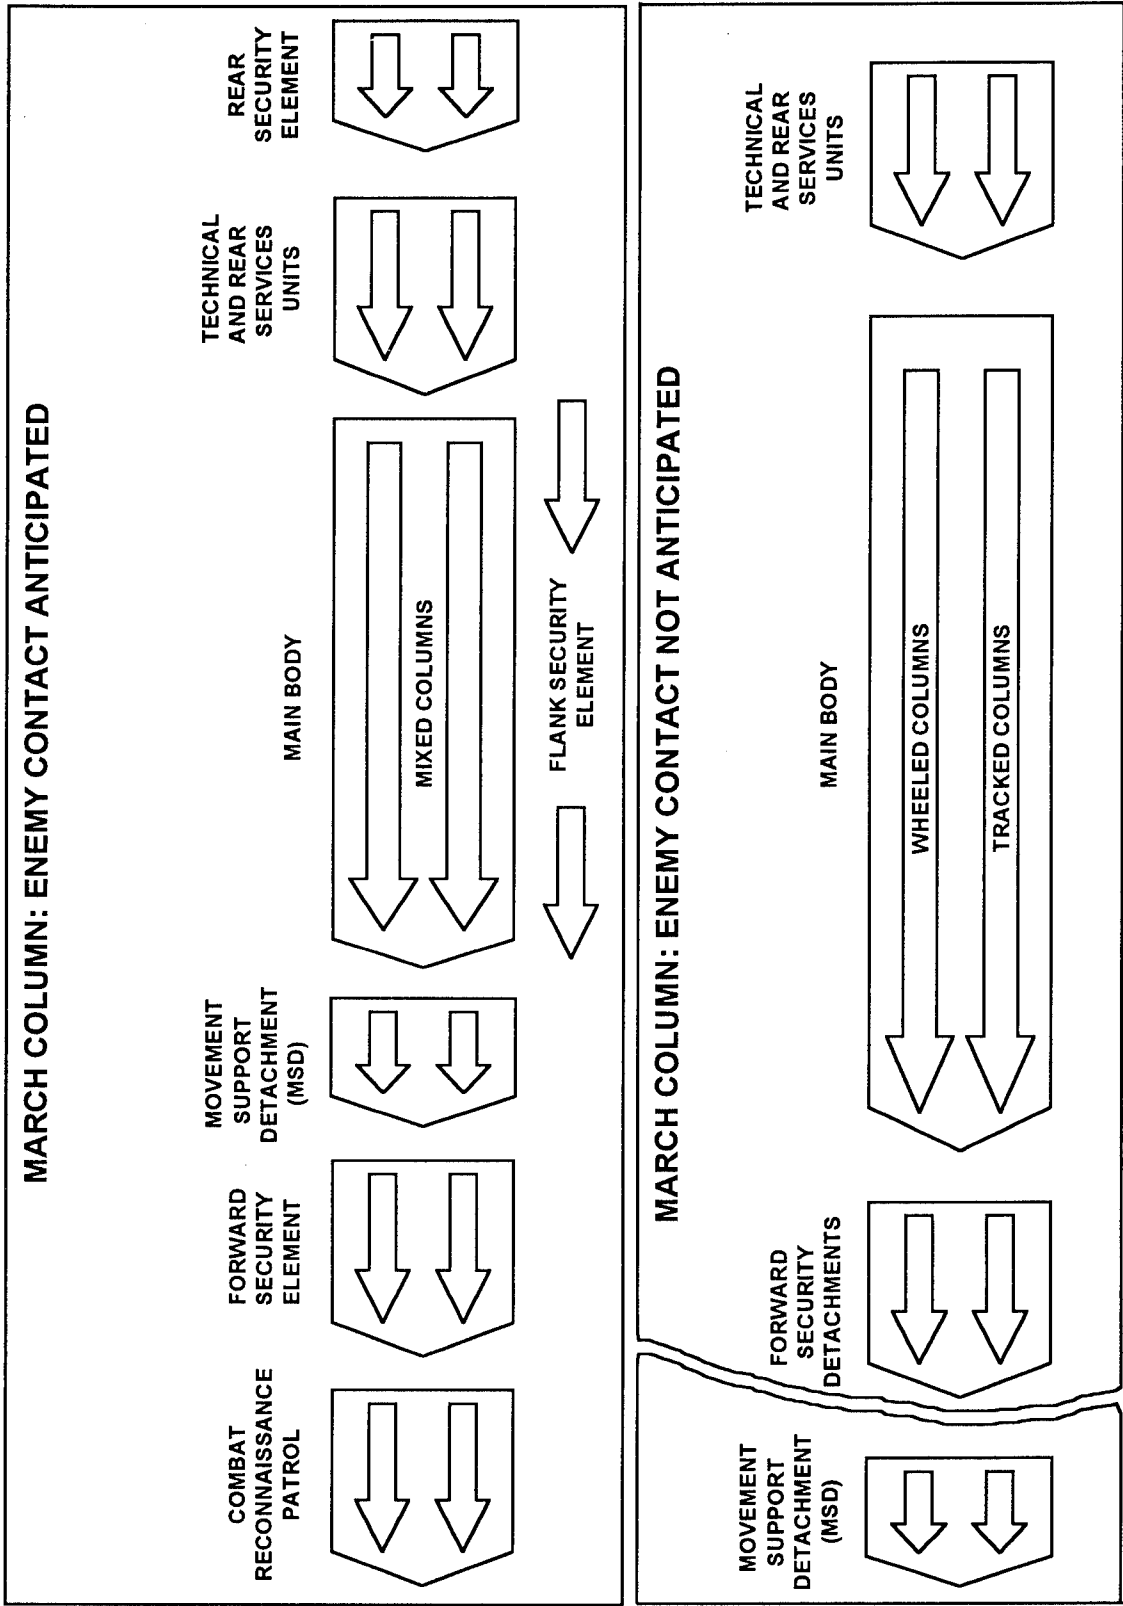 MARCH COLUMN: ENEMY CONTACT ANTICIPATED
COMBAT
RECONNAISSANCE
PATROL
FORWARD
SECURITY
ELEMENT
MOVEMENT
SUPPORT
DETACHMENT
(MSD)
MAIN BODY
TECHNICAL
AND REAR
SERVICES
UNITS
REAR
SECURITY
ELEMENT
MIXED COLUMNS
FLANK SECURITY
ELEMENT
MARCH COLUMN: ENEMY CONTACT NOT ANTICIPATED
MOVEMENT
SUPPORT
DETACHMENT
(MSD)
FORWARD
SECURITY
DETACHMENTS
MAIN BODY
TECHNICAL
AND REAR
SERVICES
UNITS
WHEELED COLUMNS
TRACKED COLUMNS